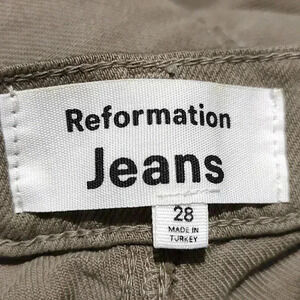 Reformation
Jeans
28
MADE IN
TURKEY